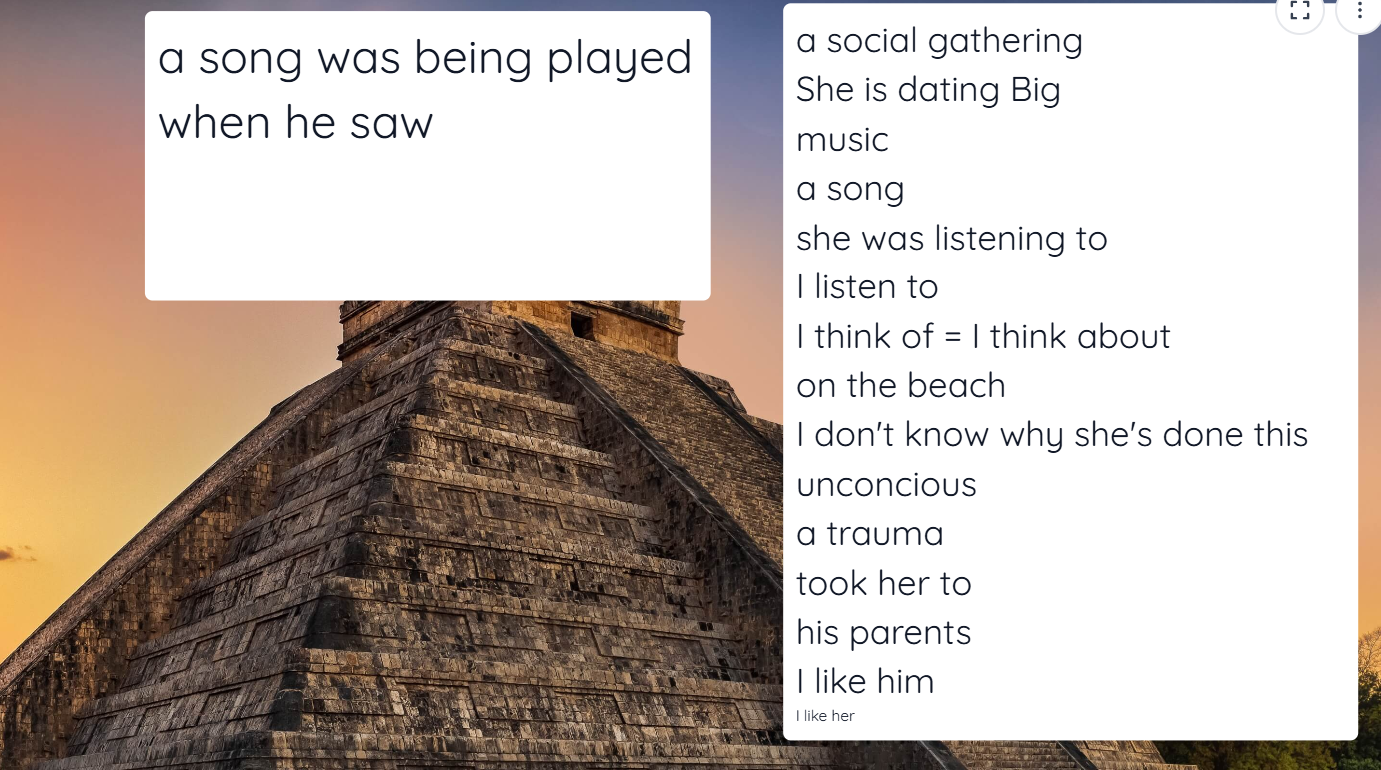 a song was being played
when he saw
a social gathering
She is dating Big
music
a song
she was listening to
I listen to
I think of = I think about
on the beach
I don't know why she's done this
unconcious
a trauma
took her to
his parents
I like him
I like her